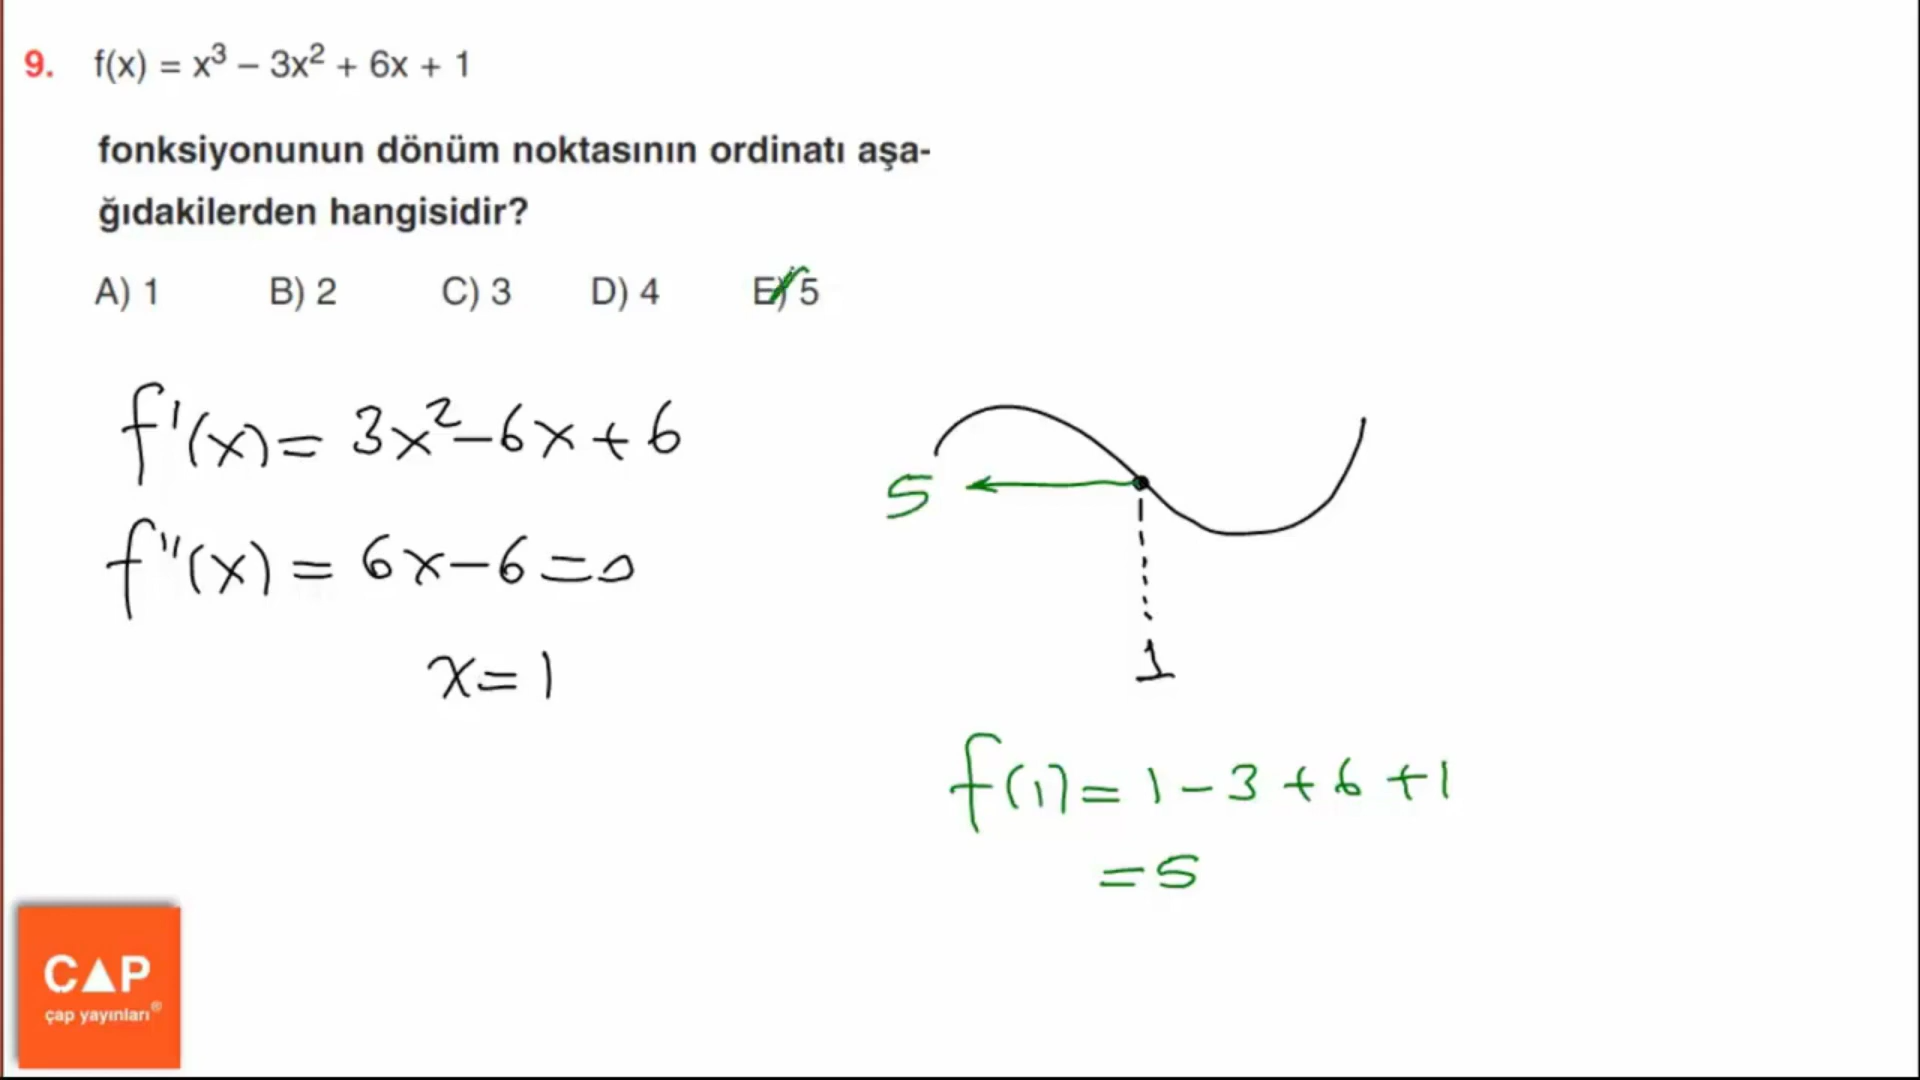 9. f(x) = x³ – 3x² + 6x + 1
fonksiyonunun dönüm noktasının ordinatı aşa-
ğıdakilerden hangisidir?
A) 1 B) 2 C) 3 D) 4 E) 5
f'(x) = 3x² – 6x + 6
f''(x) = 6x – 6 = 0
x = 1
5
1
f(1) = 1 – 3 + 6 + 1
= 5
ÇAP
çap yayınları®